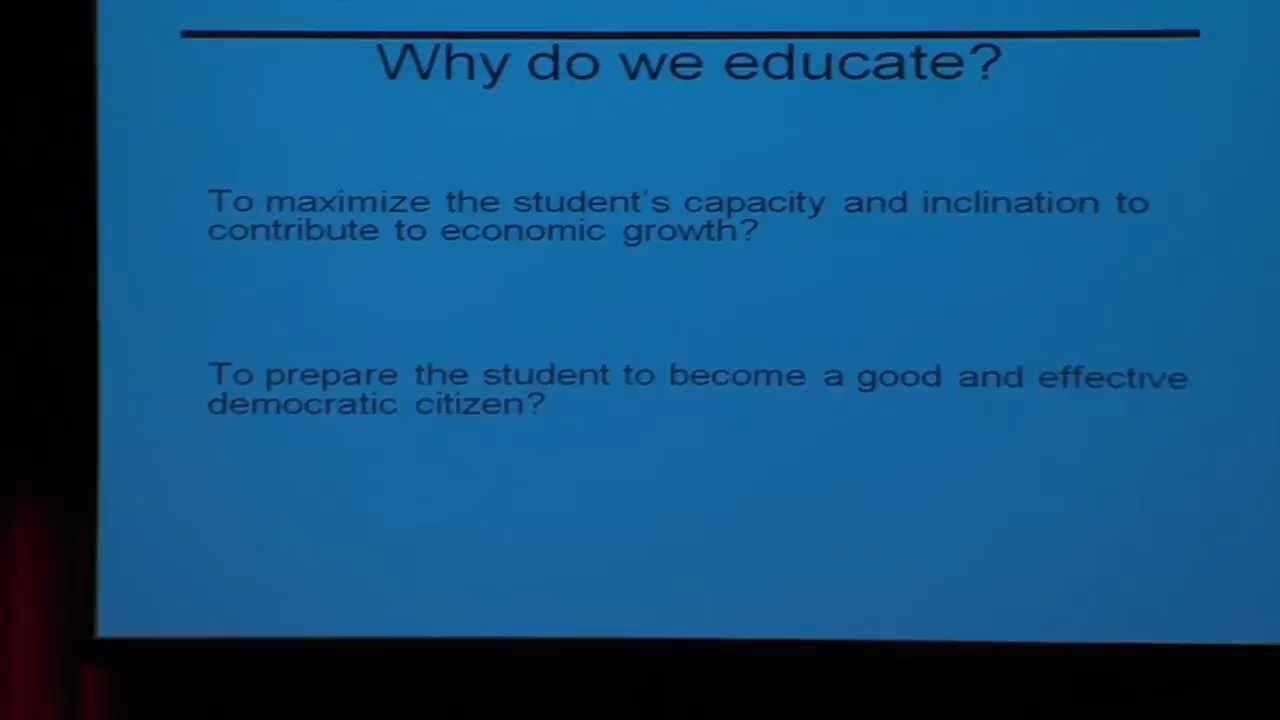 Why do we educate?
To maximize the student's capacity and inclination to
contribute to economic growth?
To prepare the student to become a good and effective
democratic citizen?